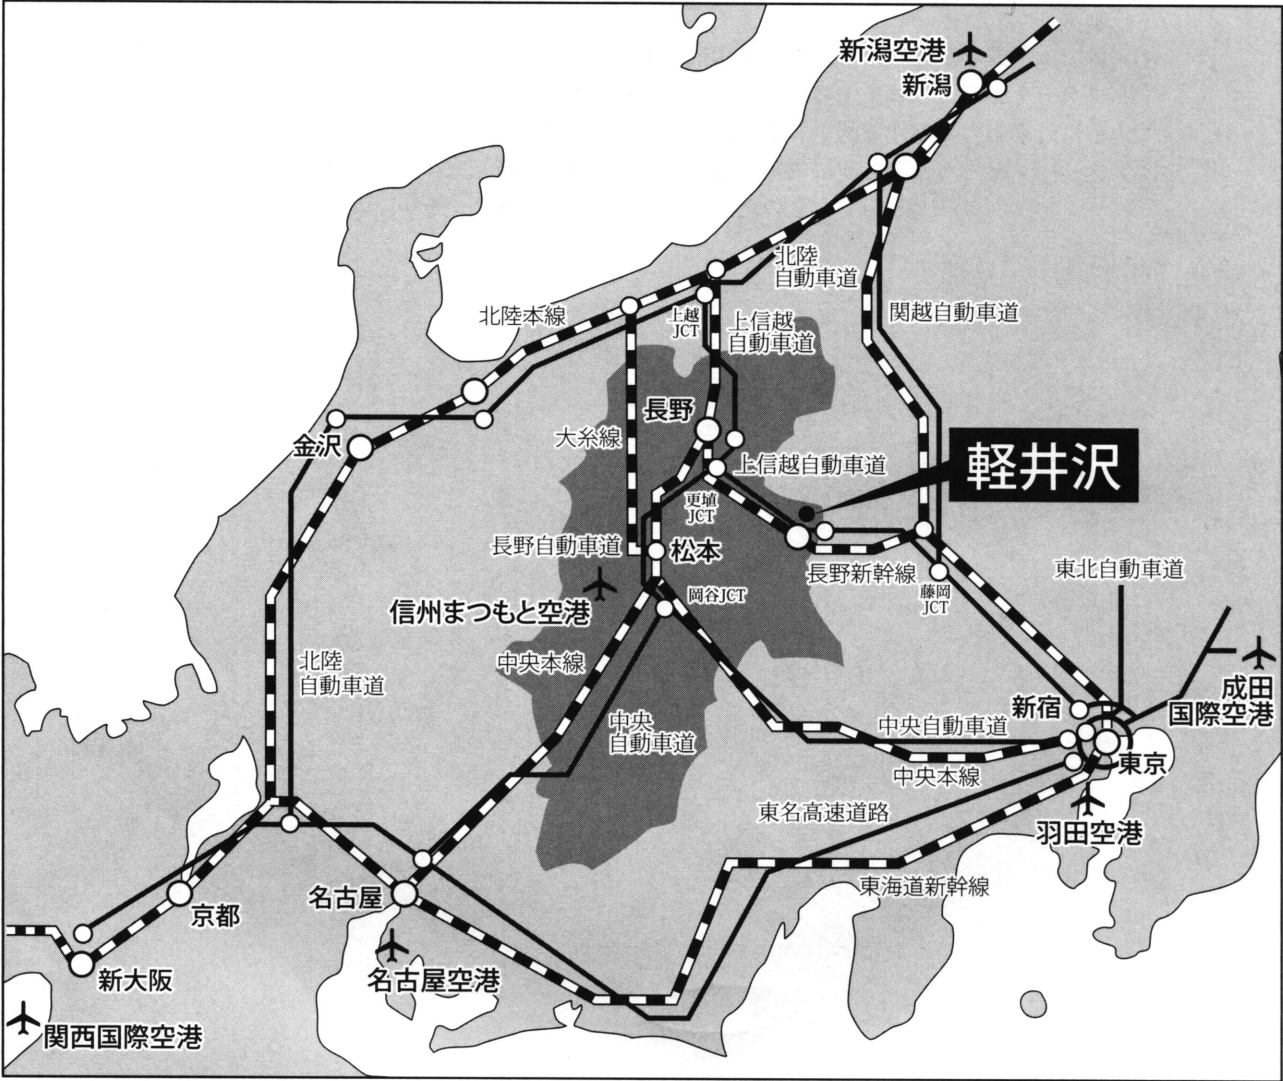 新潟空港
新潟
北陸
自動車道
関越自動車道
北陸本線
上越
JCT
上信越
自動車道
長野
大糸線
金沢
上信越自動車道
軽井沢
更埴
JCT
長野自動車道
松本
長野新幹線
東北自動車道
信州まつもと空港
岡谷JCT
藤岡
JCT
中央本線
北陸
自動車道
成田
国際空港
新宿
中央
自動車道
中央自動車道
東京
中央本線
東名高速道路
羽田空港
東海道新幹線
名古屋
京都
新大阪
名古屋空港
関西国際空港